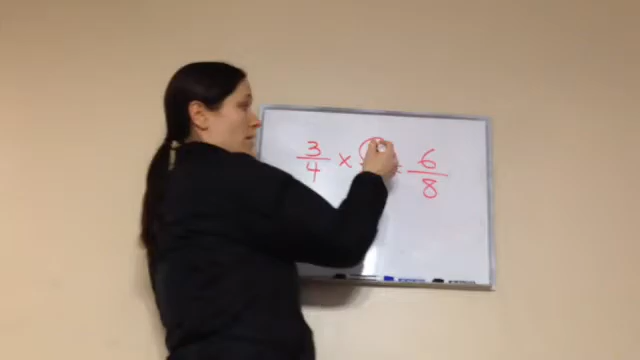 3/4 x = 6/8